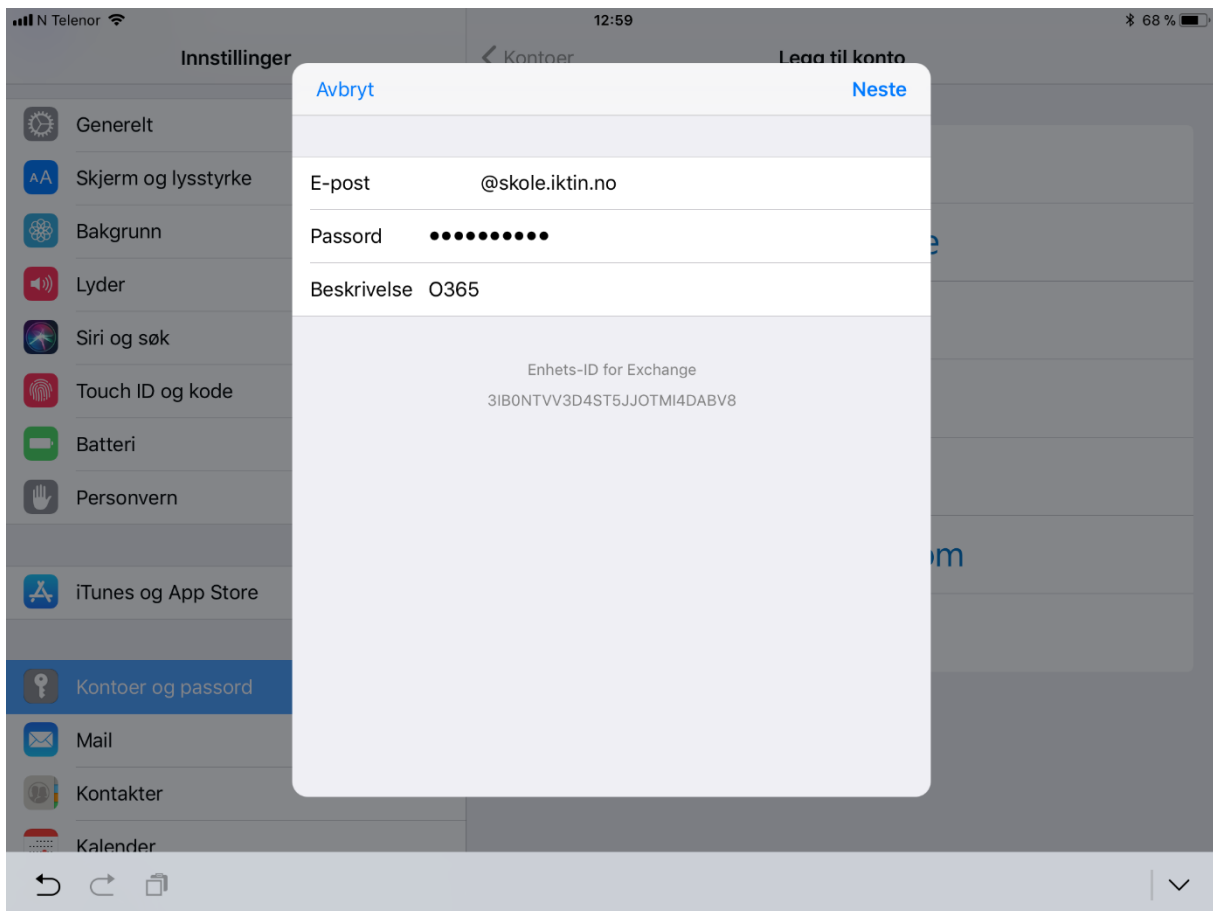 N Telenor 12:59 68 %
Innstillinger
Kontoer Legg til konto
Avbryt Neste
E-post @skole.iktin.no
Passord ••••••••••
Beskrivelse O365
Enhets-ID for Exchange
3IB0NTVV3D4ST5JJOTMI4DABV8
Generelt
AA Skjerm og lysstyrke
Bakgrunn
Lyder
Siri og søk
Touch ID og kode
Batteri
Personvern
iTunes og App Store
Kontoer og passord
Mail
Kontakter
Kalender